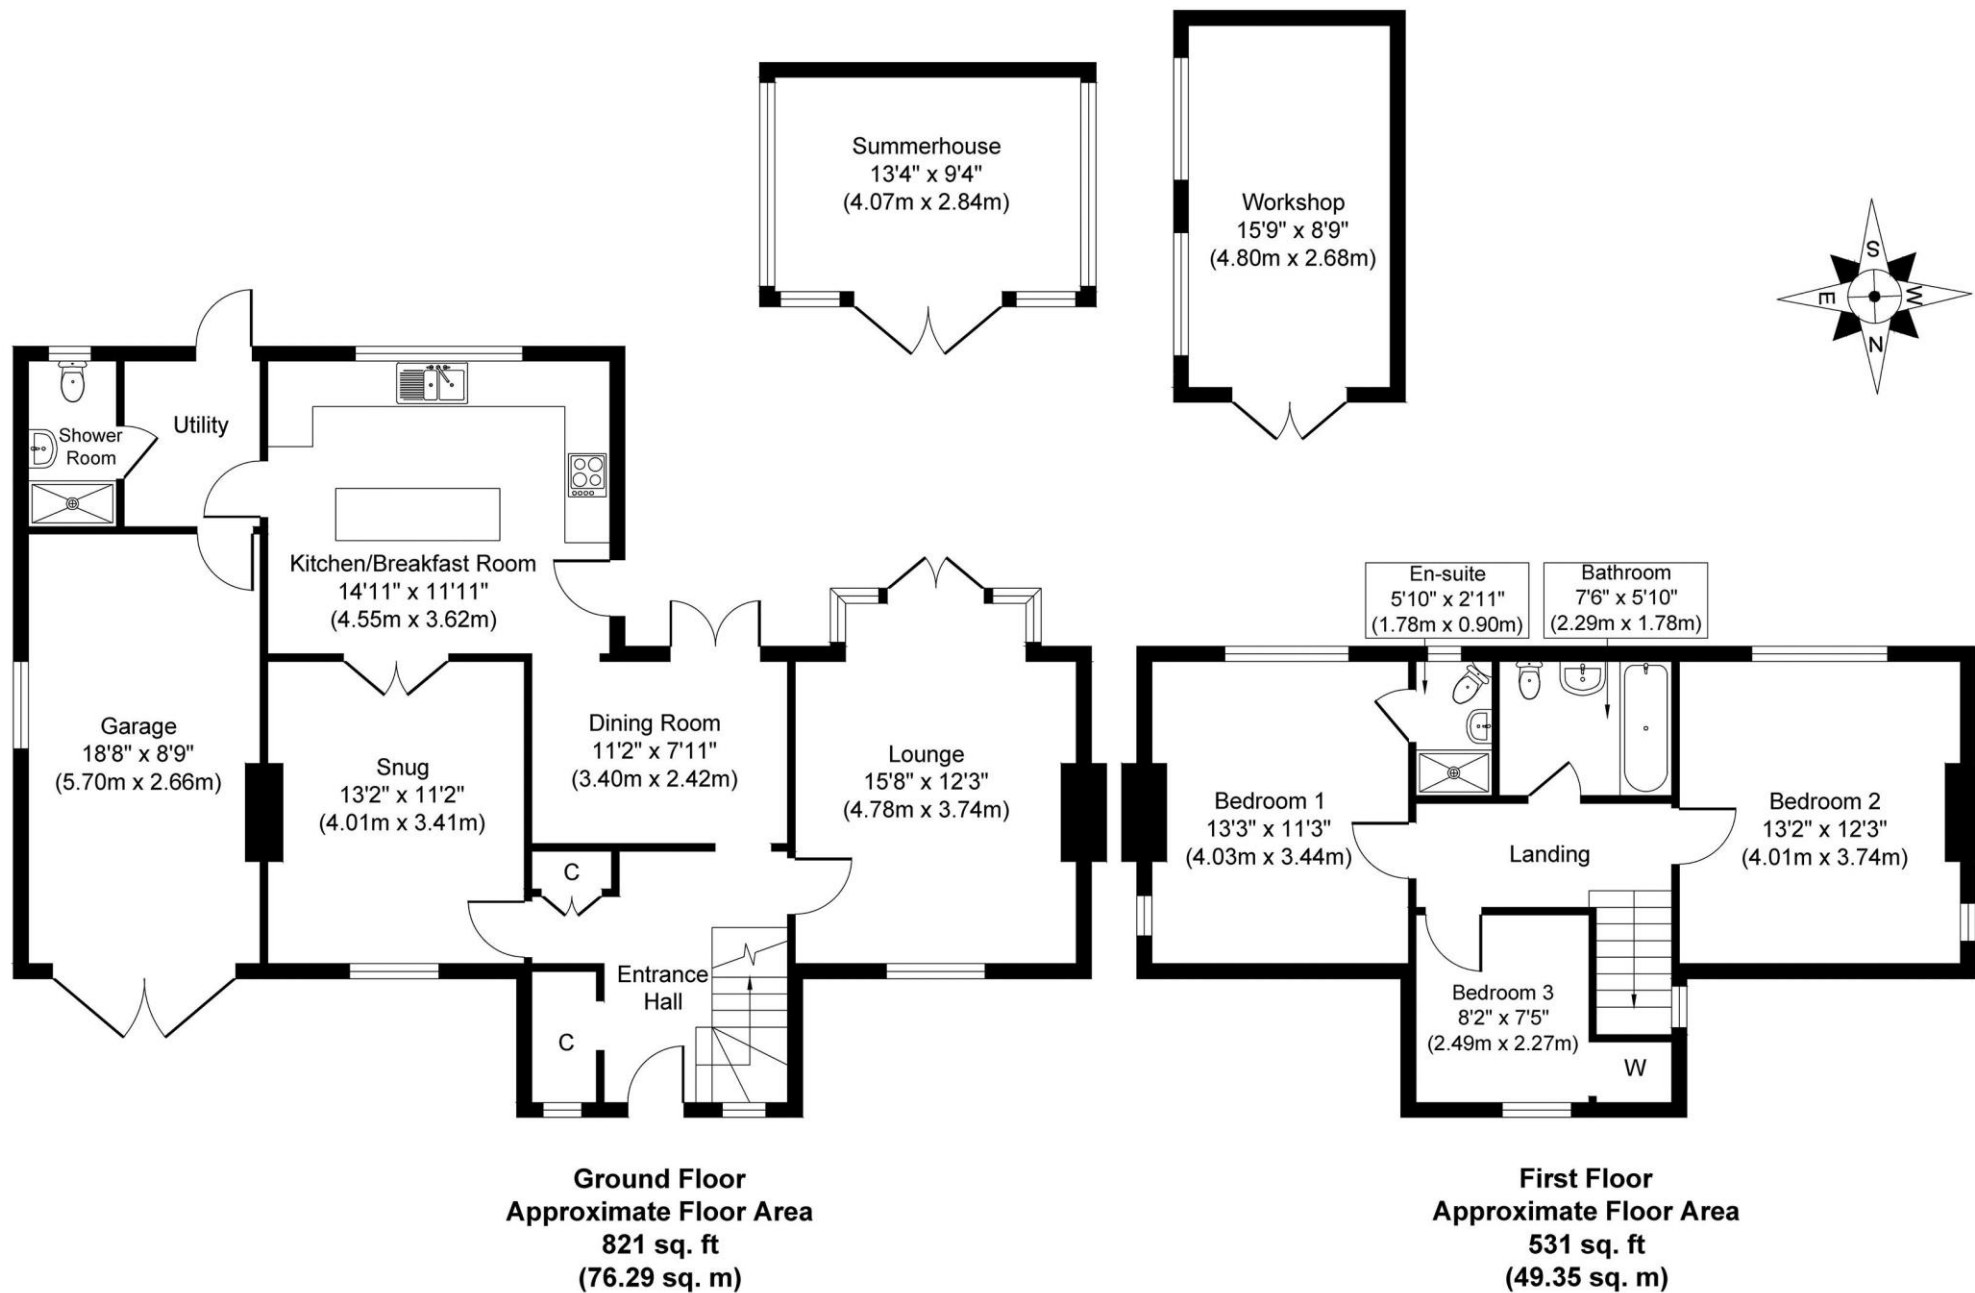 Summerhouse
13'4" x 9'4"
(4.07m x 2.84m)
Workshop
15'9" x 8'9"
(4.80m x 2.68m)
S
E
W
N
Utility
Shower
Room
Kitchen/Breakfast Room
14'11" x 11'11"
(4.55m x 3.62m)
Garage
18'8" x 8'9"
(5.70m x 2.66m)
Snug
13'2" x 11'2"
(4.01m x 3.41m)
Dining Room
11'2" x 7'11"
(3.40m x 2.42m)
Lounge
15'8" x 12'3"
(4.78m x 3.74m)
C
Entrance
Hall
C
En-suite
5'10" x 2'11"
(1.78m x 0.90m)
Bathroom
7'6" x 5'10"
(2.29m x 1.78m)
Bedroom 1
13'3" x 11'3"
(4.03m x 3.44m)
Landing
Bedroom 2
13'2" x 12'3"
(4.01m x 3.74m)
Bedroom 3
8'2" x 7'5"
(2.49m x 2.27m)
W
Ground Floor
Approximate Floor Area
821 sq. ft
(76.29 sq. m)
First Floor
Approximate Floor Area
531 sq. ft
(49.35 sq. m)